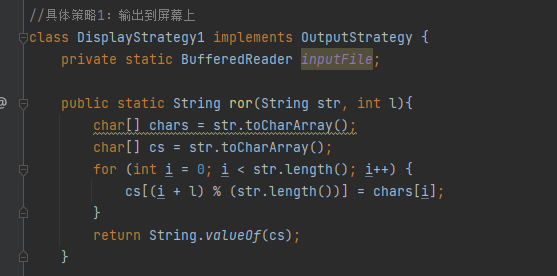 //具体策略1：输出到屏幕上
class DisplayStrategy1 implements OutputStrategy {
    private static BufferedReader inputFile;
@
    public static String ror(String str, int l){
        char[] chars = str.toCharArray();
        char[] cs = str.toCharArray();
        for (int i = 0; i < str.length(); i++) {
            cs[(i + l) % (str.length())] = chars[i];
        }
        return String.valueOf(cs);
    }